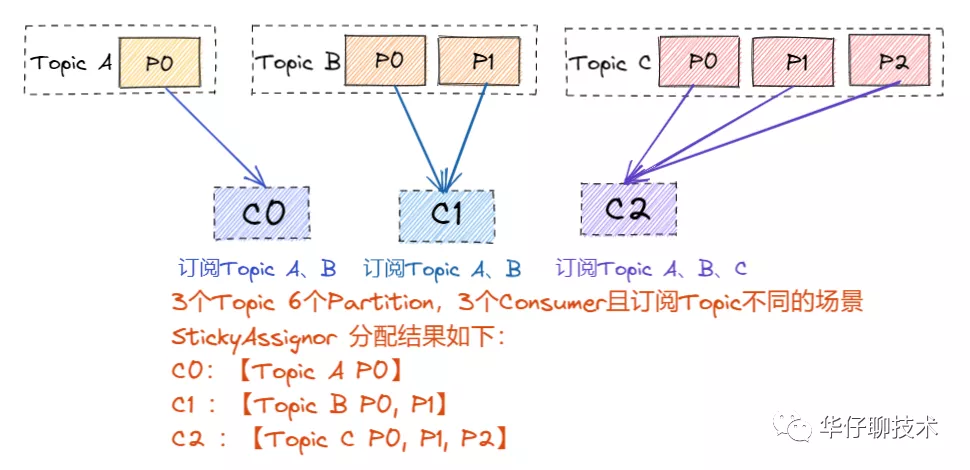 Topic A P0 Topic B P0 P1 Topic C P0 P1 P2
C0 C1 C2
订阅Topic A、B 订阅Topic A、B 订阅Topic A、B、C
3个Topic 6个Partition，3个Consumer且订阅Topic不同的场景
StickyAssignor 分配结果如下：
C0：【Topic A P0】
C1 ：【Topic B P0, P1】
C2 ：【Topic C P0, P1, P2】
华仔聊技术